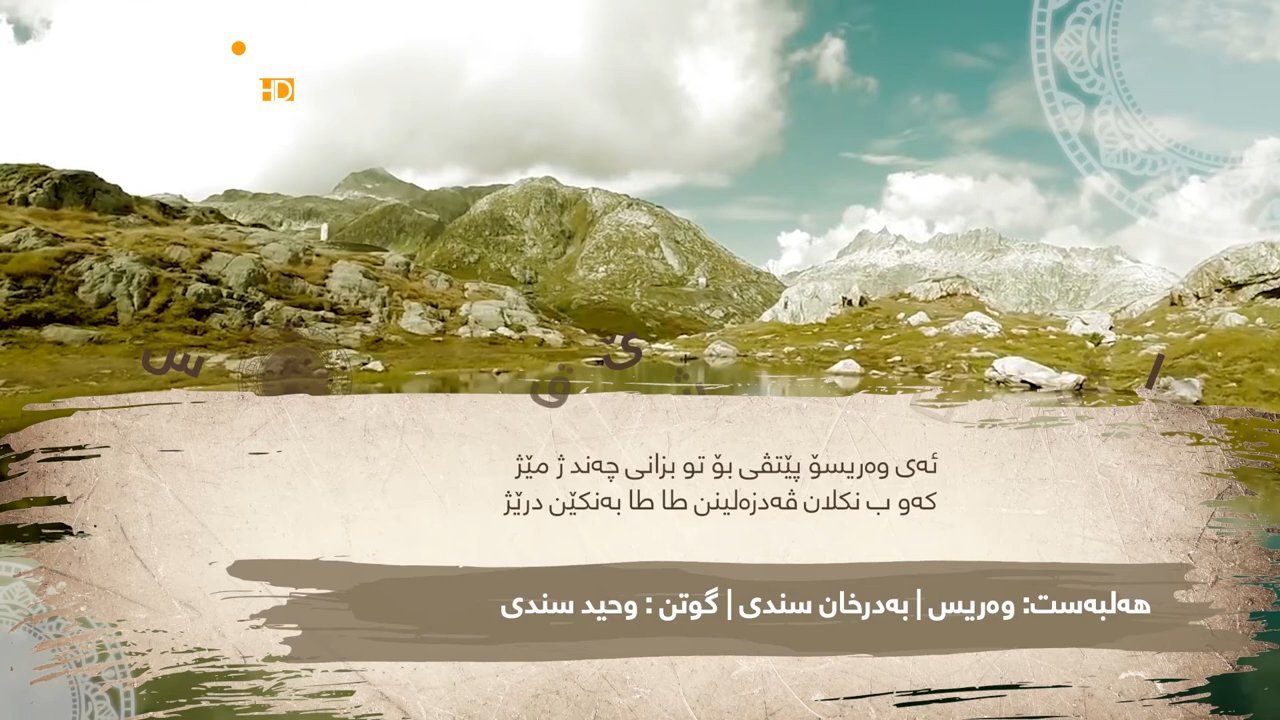 HD
س
ئ
ق
ا
ئەی وەریسۆ پێتڤی بۆ تو بزانی چەند ژ مێژ
کەو ب نکلان ڤەدزەلینن طا طا بەنکێن درێژ
هەلبەست: وەریس | بەدرخان سندی | گوتن : وحید سندی